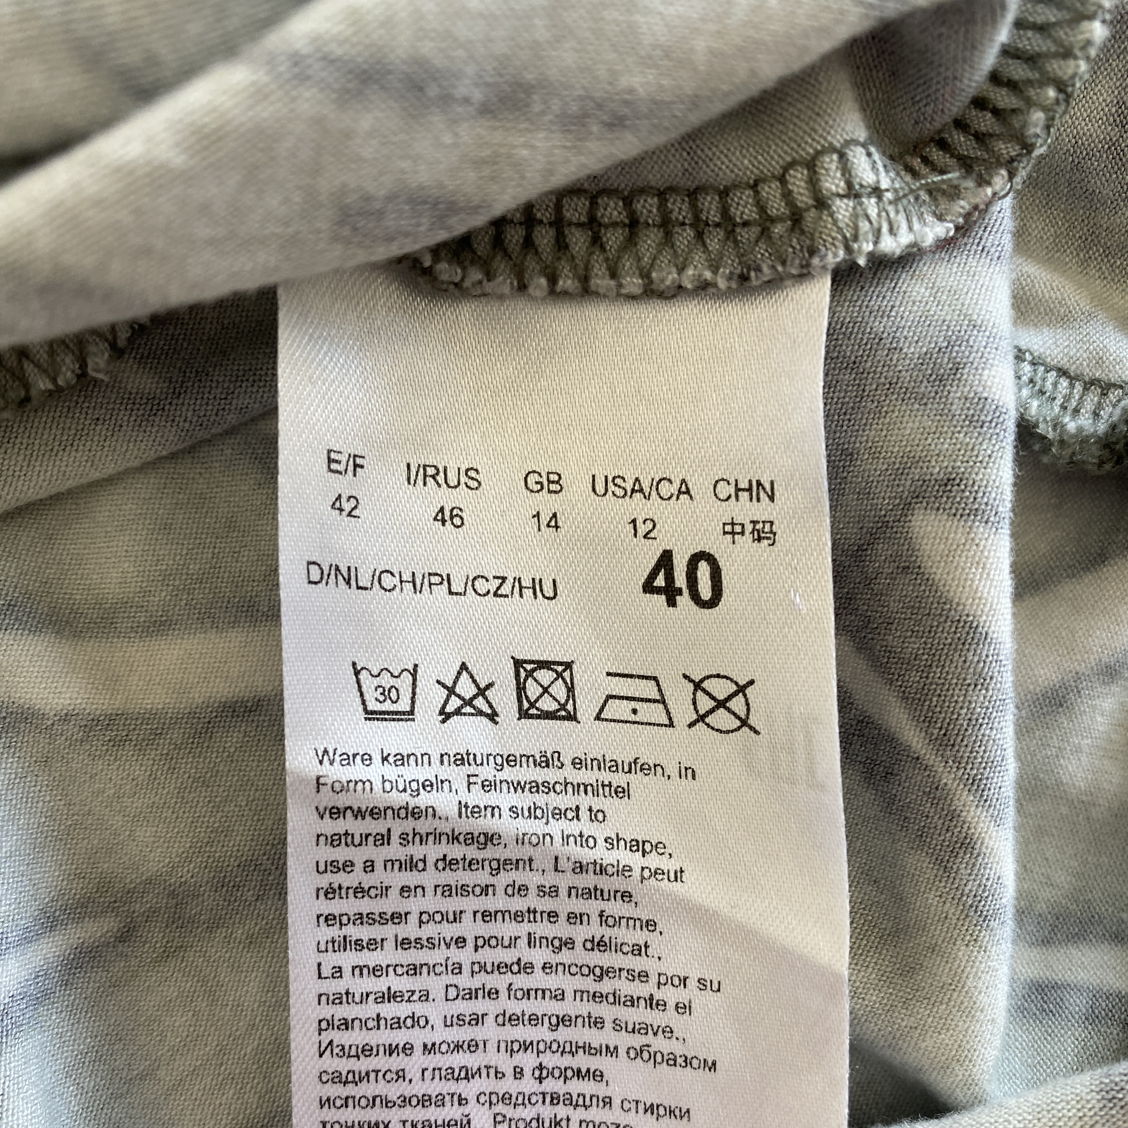 E/F I/RUS GB USA/CA CHN
42 46 14 12 中码
D/NL/CH/PL/CZ/HU 40
30
Ware kann naturgemäß einlaufen, in
Form bügeln, Feinwaschmittel
verwenden., Item subject to
natural shrinkage, iron into shape,
use a mild detergent., L'article peut
rétrécir en raison de sa nature,
repasser pour remettre en forme,
utiliser lessive pour linge délicat.,
La mercancía puede encogerse por su
naturaleza. Darle forma mediante el
planchado, usar detergente suave.,
Изделие может природным образом
садится, гладить в форме,
использовать средствадля стирки
тонких тканей., Produkt może